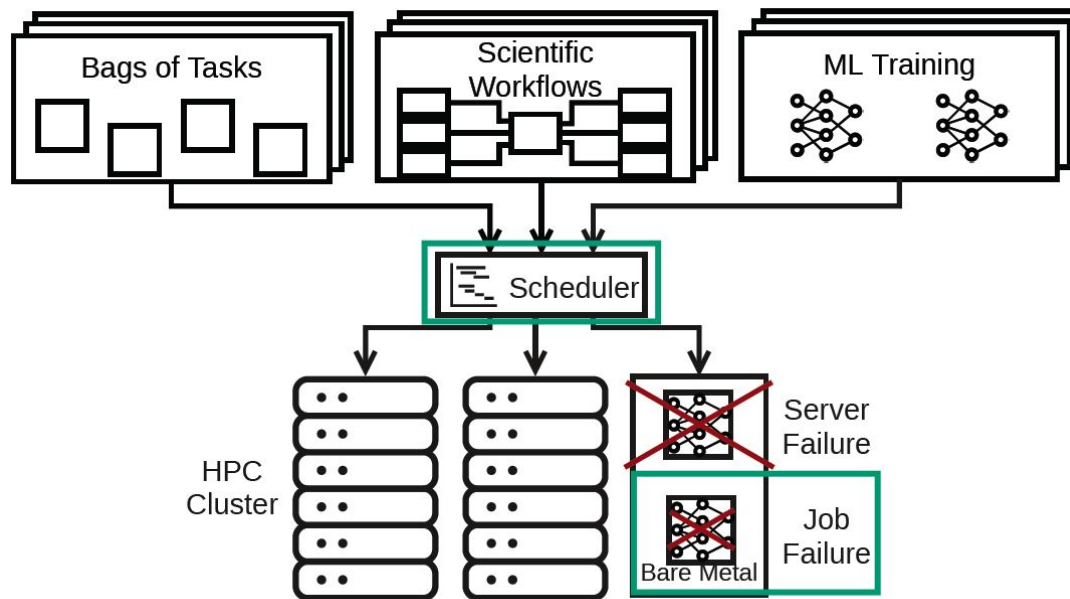 Bags of Tasks
Scientific
Workflows
ML Training
Scheduler
HPC
Cluster
Server
Failure
Job
Failure
Bare Metal